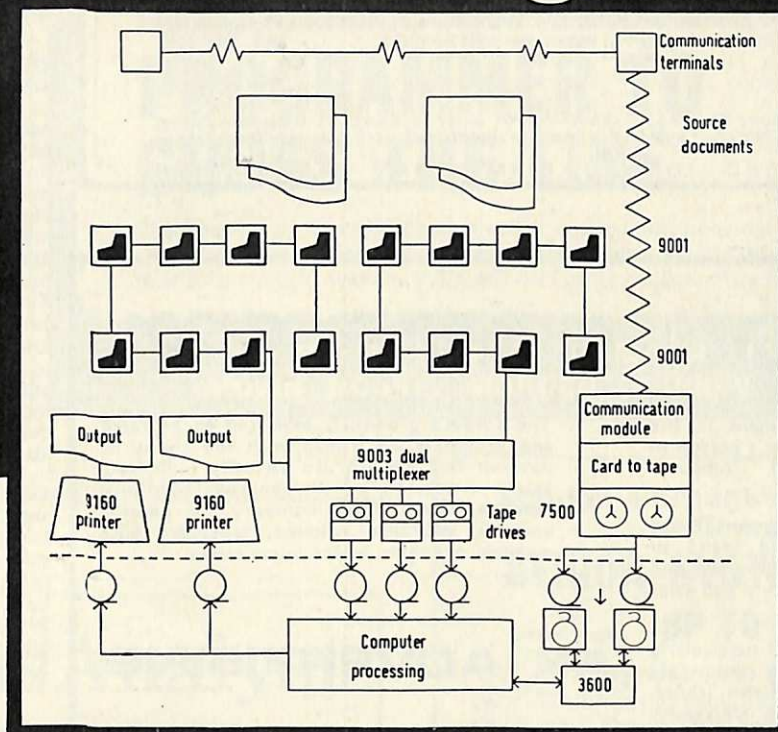 Communication
terminals
Source
documents
9001
9001
Output
Output
9160
printer
9160
printer
9003 dual
multiplexer
Tape
drives
7500
Communication
module
Card to tape
Computer
processing
3600